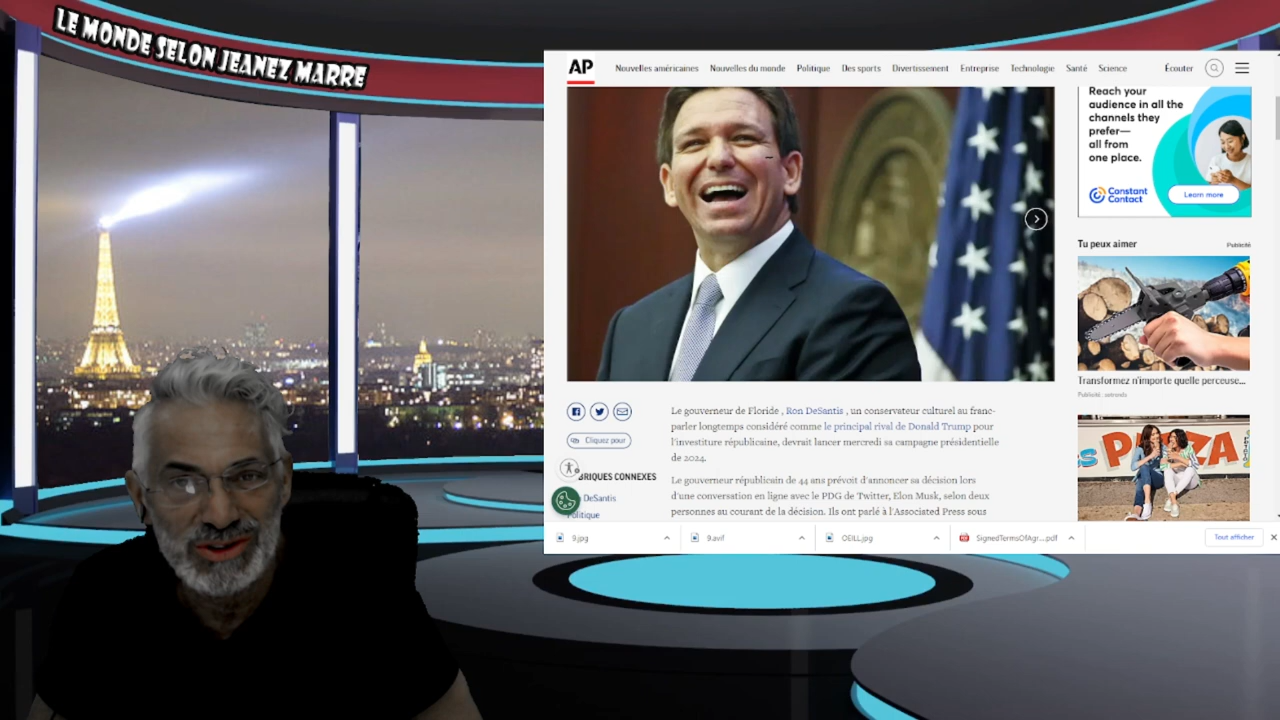 LE MONDE SELON JEANEZ MARRE
AP
Nouvelles américaines Nouvelles du monde Politique Des sports Divertissement Entreprise Technologie Santé Science Écouter
Reach your
audience in all the
channels they
prefer—
all from
one place.
Constant
Contact
Learn more
Tu peux aimer
Publicité
Transformez n'importe quelle perceuse...
Publicité :
PIZZA
Cliquez pour
BRIQUES CONNEXES
DeSantis
Politique
Le gouverneur de Floride , Ron DeSantis , un conservateur culturel au franc-
parler longtemps considéré comme le principal rival de Donald Trump pour
l'investiture républicaine, devrait lancer mercredi sa campagne présidentielle
de 2024.
Le gouverneur républicain de 44 ans prévoit d'annoncer sa décision lors
d'une conversation en ligne avec le PDG de Twitter, Elon Musk, selon deux
personnes au courant de la décision. Ils ont parlé à l'Associated Press sous
9.jpg
9.avif
OEILL.jpg
SignedTermsOfAgr....pdf
Tout afficher